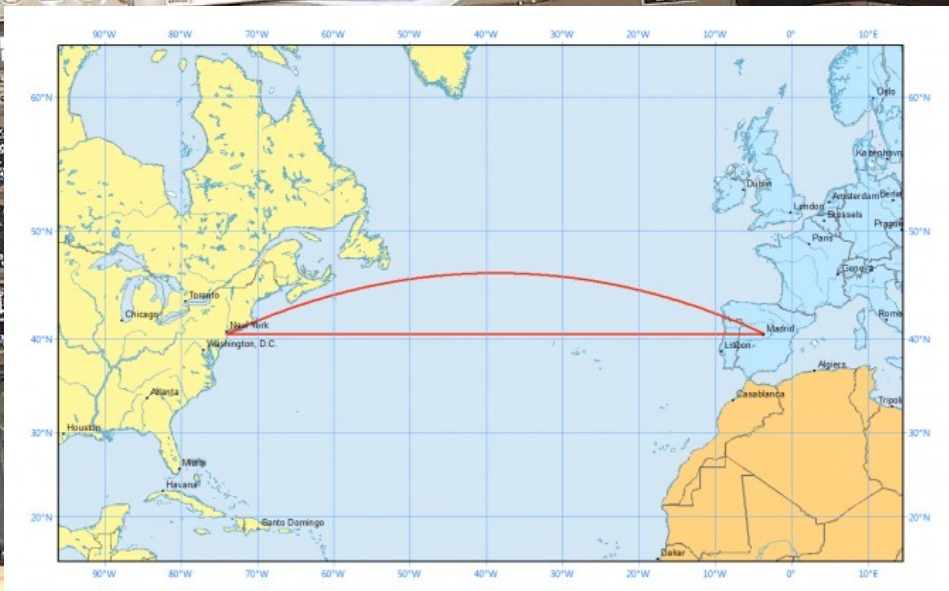 90°W 80°W 70°W 60°W 50°W 40°W 30°W 20°W 10°W 0° 10°E
60°N Oslo 60°N
København
Dublin
London Amsterdam Berlin
50°N Brussels 50°N
Paris Prague
Geneva
Toronto
Chicago Roma
New York Madrid
40°N Washington, D.C. Lisbon 40°N
Algiers
Atlanta Casablanca Tripoli
Houston
30°N 30°N
Miami
Havana
20°N Santo Domingo 20°N
Dakar
90°W 80°W 70°W 60°W 50°W 40°W 30°W 20°W 10°W 0° 10°E